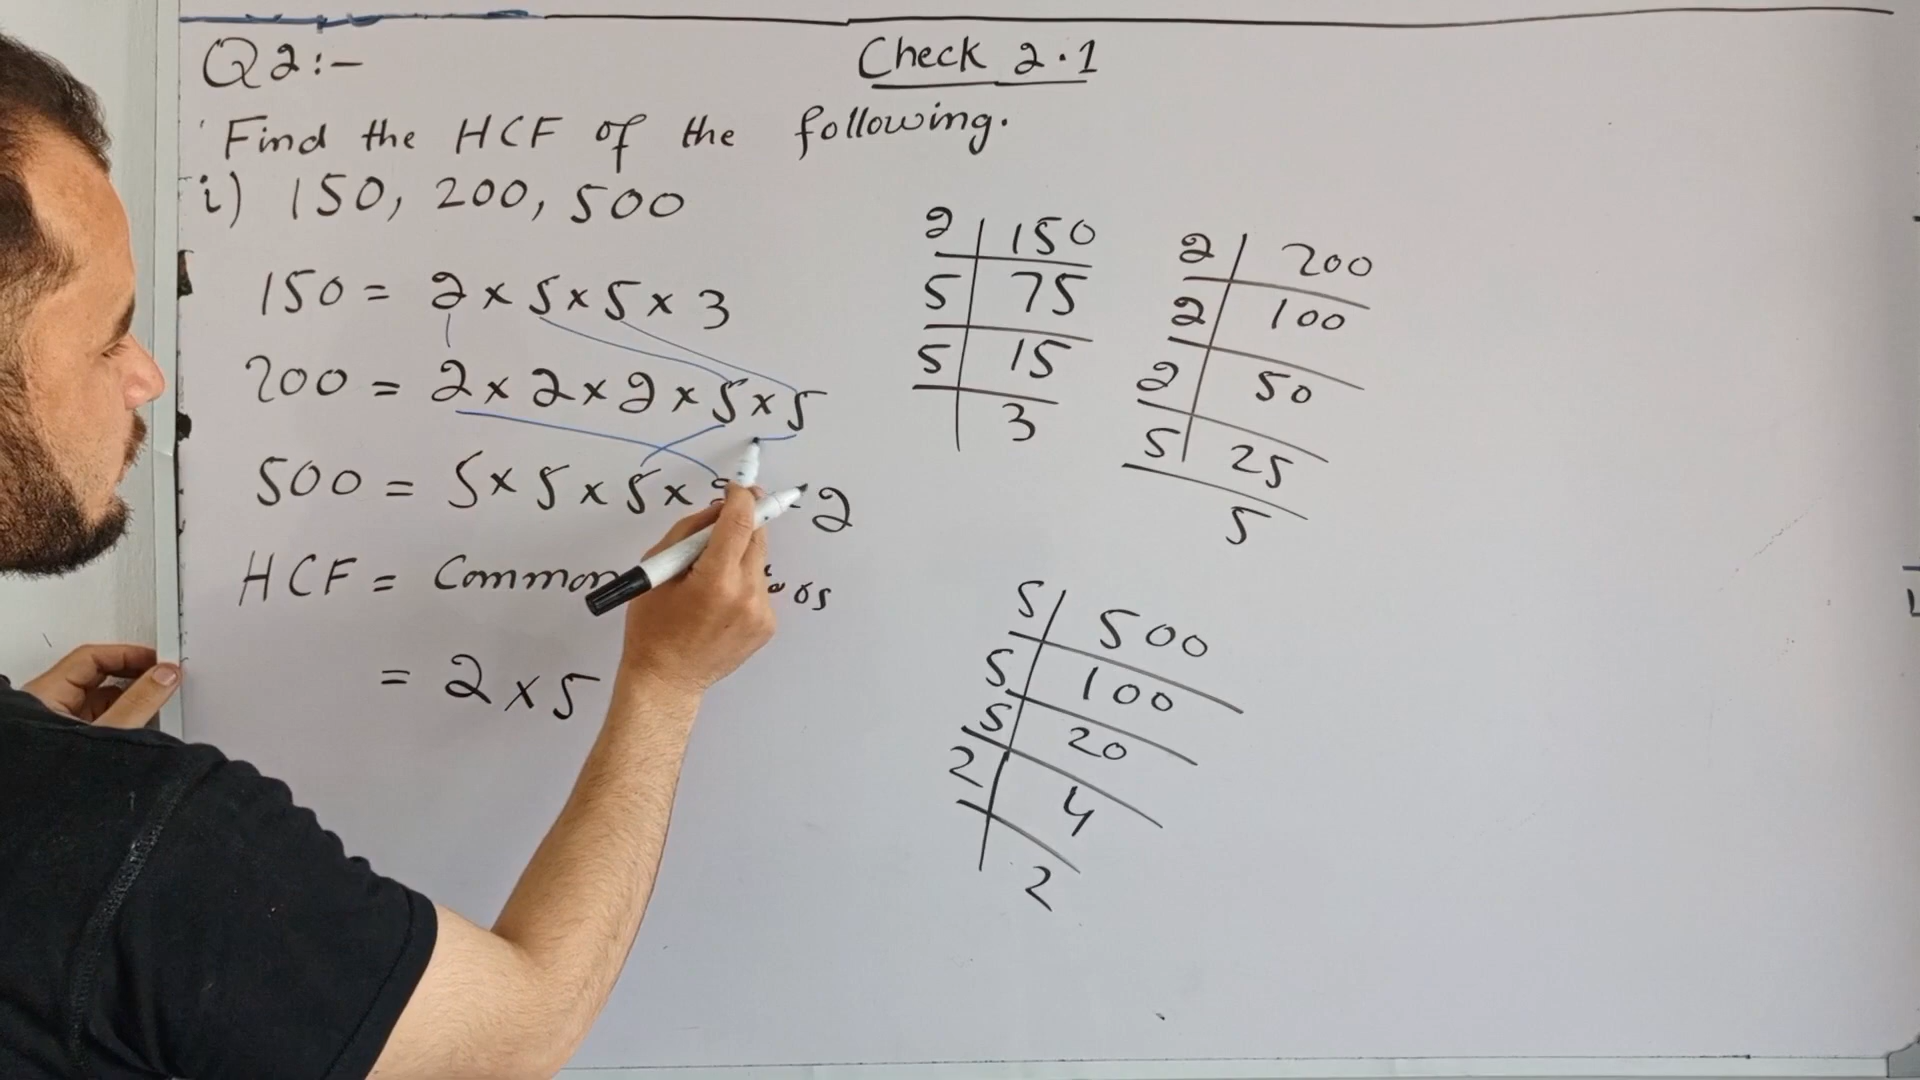 Q2:-
Check 2.1
Find the HCF of the following.
i) 150, 200, 500
150 = 2 × 5 × 5 × 3
200 = 2 × 2 × 2 × 5 × 5
500 = 5 × 5 × 5 × 2
HCF = Common
= 2 × 5
2 | 150
5 | 75
5 | 15
3
2 | 200
2 | 100
2 | 50
5 | 25
5
5 | 500
5 | 100
5 | 20
2 | 4
2